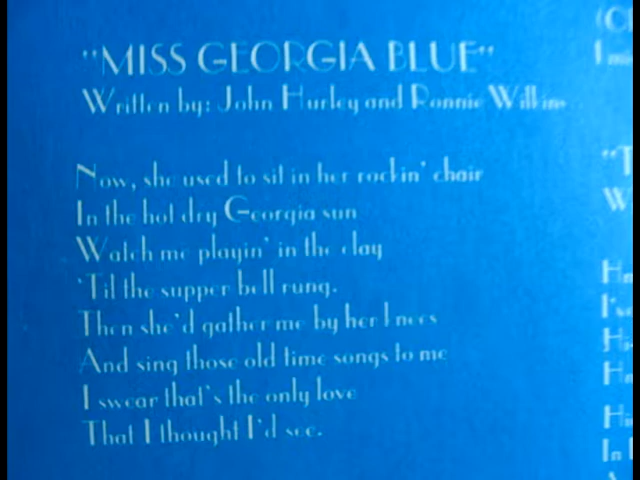 "MISS GEORGIA BLUE"
Written by: John Hurley and Ronnie Wilkins
Now, she used to sit in her rockin' chair
In the hot dry Georgia sun
Watch me playin' in the clay
'Til the supper bell rung.
Then she'd gather me by her knees
And sing those old time songs to me
I swear that's the only love
That I thought I'd see.